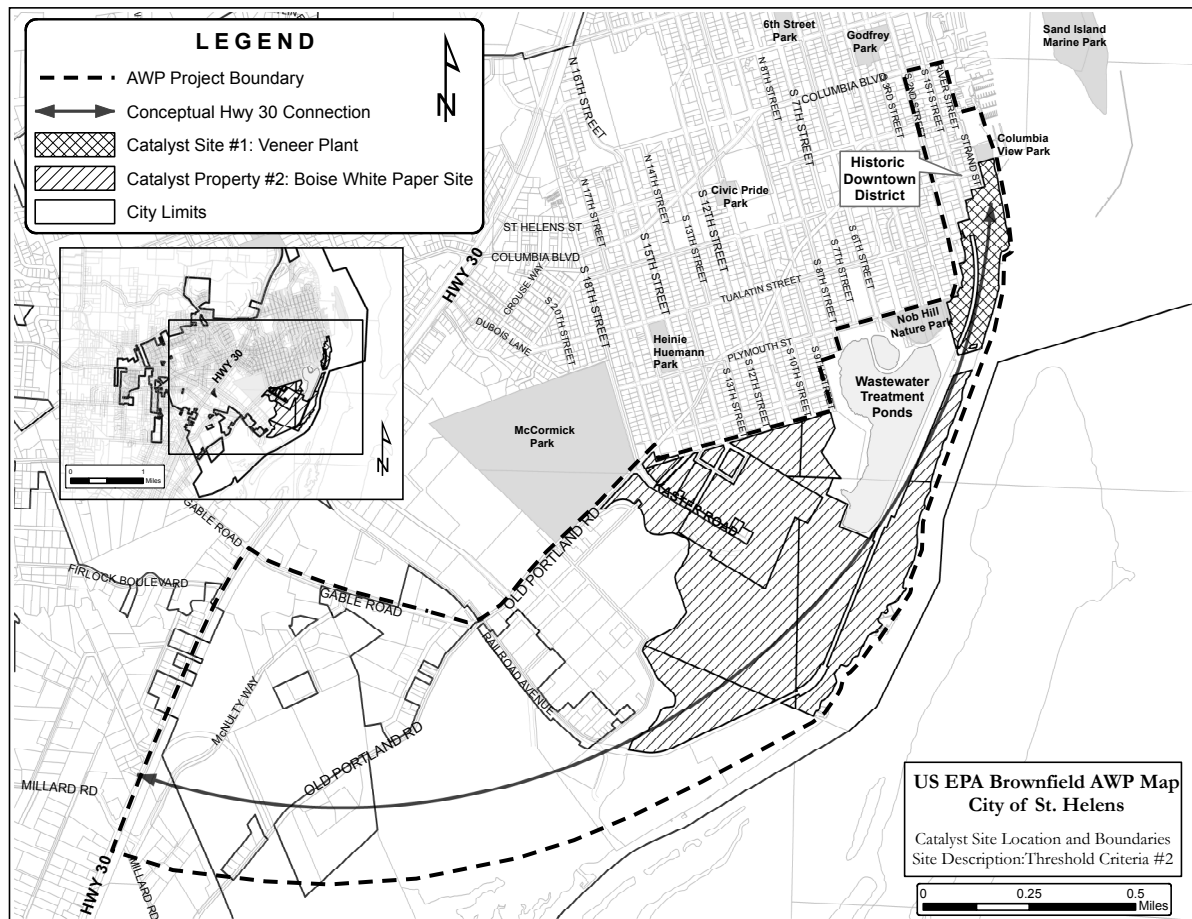 LEGEND
AWP Project Boundary
Conceptual Hwy 30 Connection
Catalyst Site #1: Veneer Plant
Catalyst Property #2: Boise White Paper Site
City Limits
N
6th Street
Park
Godfrey
Park
Sand Island
Marine Park
N 16TH STREET
N 8TH STREET
S 7TH STREET
COLUMBIA BLVD
S 3RD STREET
S 2ND STREET
S 1ST STREET
RIVER STREET
STRAND ST
Columbia
View Park
Historic
Downtown
District
N 14TH STREET
N 17TH STREET
Civic Pride
Park
S 12TH STREET
S 13TH STREET
S 15TH STREET
S 18TH STREET
ST HELENS ST
COLUMBIA BLVD
CROUSE WAY
S 20TH STREET
DUBOIS LANE
HWY 30
S 6TH STREET
S 7TH STREET
S 8TH STREET
TUALATIN STREET
Nob Hill
Nature Park
Heinie
Huemann
Park
PLYMOUTH ST
S 9TH STREET
S 10TH STREET
S 12TH STREET
S 13TH STREET
Wastewater
Treatment
Ponds
McCormick
Park
HWY 30
N
0 1
Miles
KASTER ROAD
OLD PORTLAND RD
GABLE ROAD
FIRLOCK BOULEVARD
GABLE ROAD
RAILROAD AVENUE
McNULTY WAY
OLD PORTLAND RD
MILLARD RD
HWY 30
MILLARD RD
US EPA Brownfield AWP Map
City of St. Helens
Catalyst Site Location and Boundaries
Site Description:Threshold Criteria #2
0 0.25 0.5
Miles